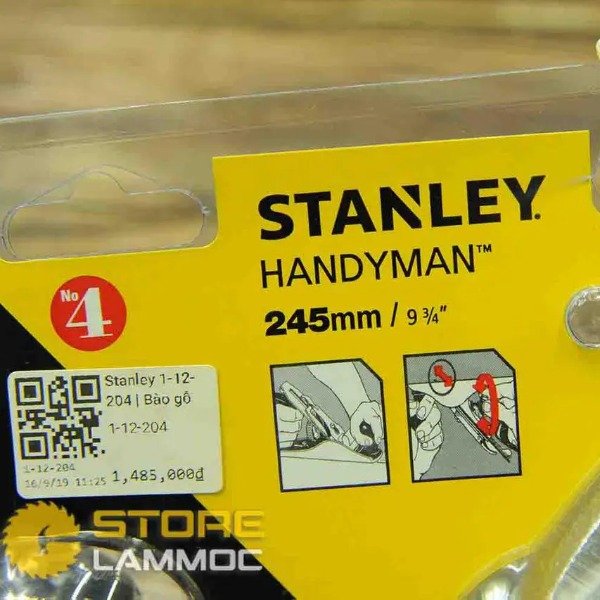 STANLEY.
HANDYMAN™
245mm / 9 ¾"
No
4
Stanley 1-12-
204 | Bào gỗ
1-12-204
1-12-204
16/9/19 11:25 1,485,000₫
STORE
LAMMOC